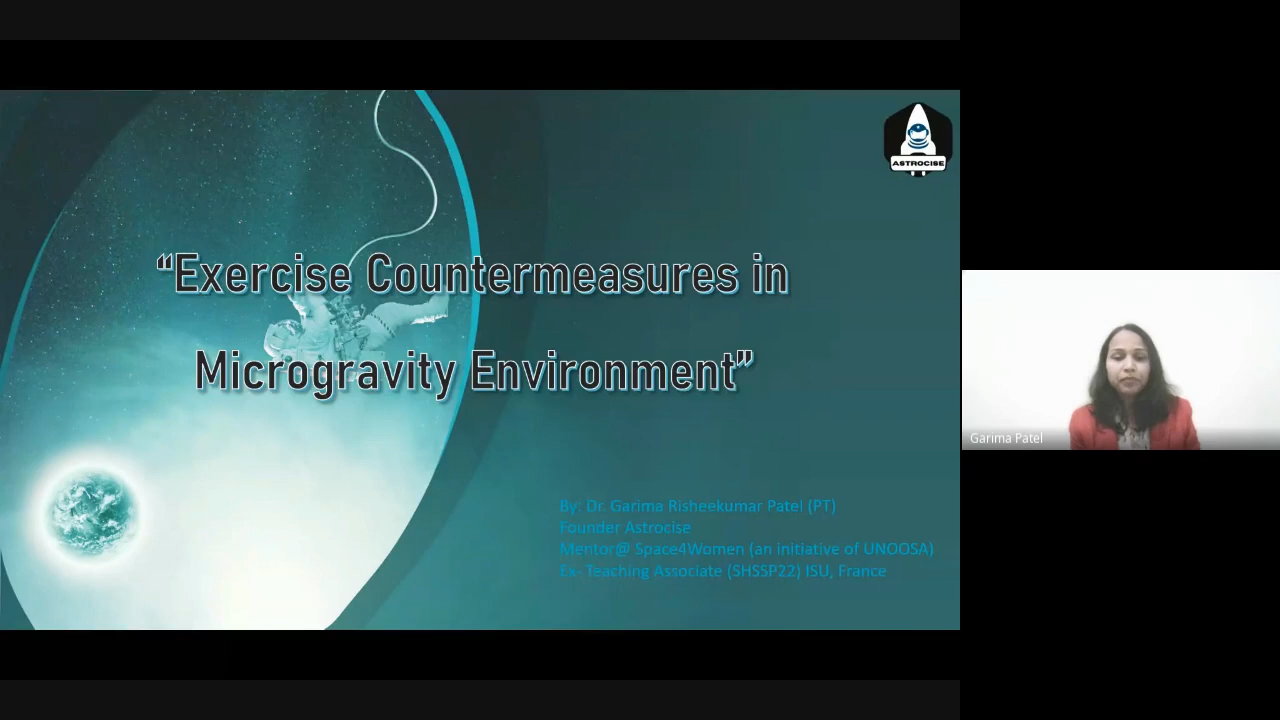 ASTROCISE
“Exercise Countermeasures in
Microgravity Environment”
By: Dr. Garima Risheekumar Patel (PT)
Founder Astrocise
Mentor@ Space4Women (an initiative of UNOOSA)
Ex- Teaching Associate (SHSSP22) ISU, France
Garima Patel